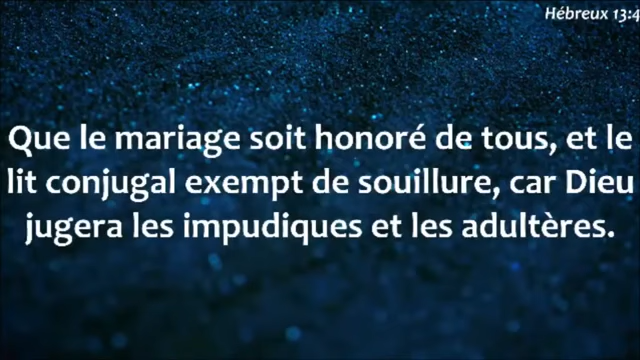 Hébreux 13:4
Que le mariage soit honoré de tous, et le
lit conjugal exempt de souillure, car Dieu
jugera les impudiques et les adultères.